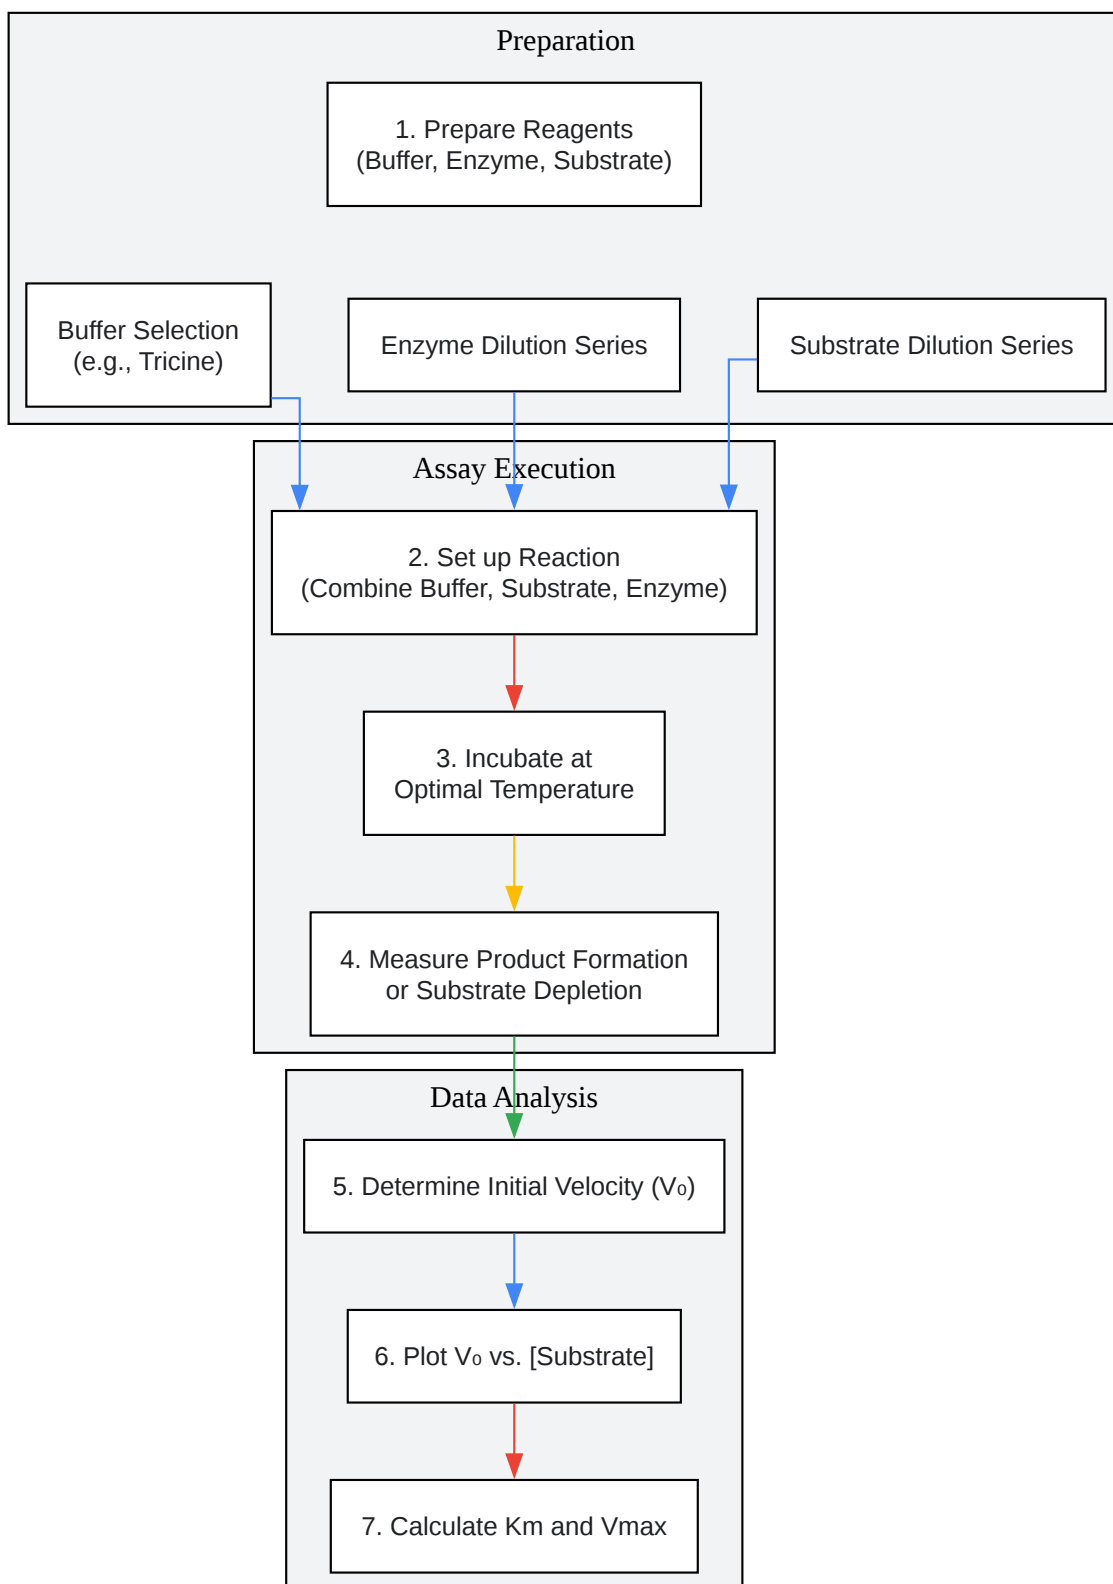 Preparation
1. Prepare Reagents
(Buffer, Enzyme, Substrate)
Buffer Selection
(e.g., Tricine)
Enzyme Dilution Series
Substrate Dilution Series
Assay Execution
2. Set up Reaction
(Combine Buffer, Substrate, Enzyme)
3. Incubate at
Optimal Temperature
4. Measure Product Formation
or Substrate Depletion
Data Analysis
5. Determine Initial Velocity (V₀)
6. Plot V₀ vs. [Substrate]
7. Calculate Km and Vmax